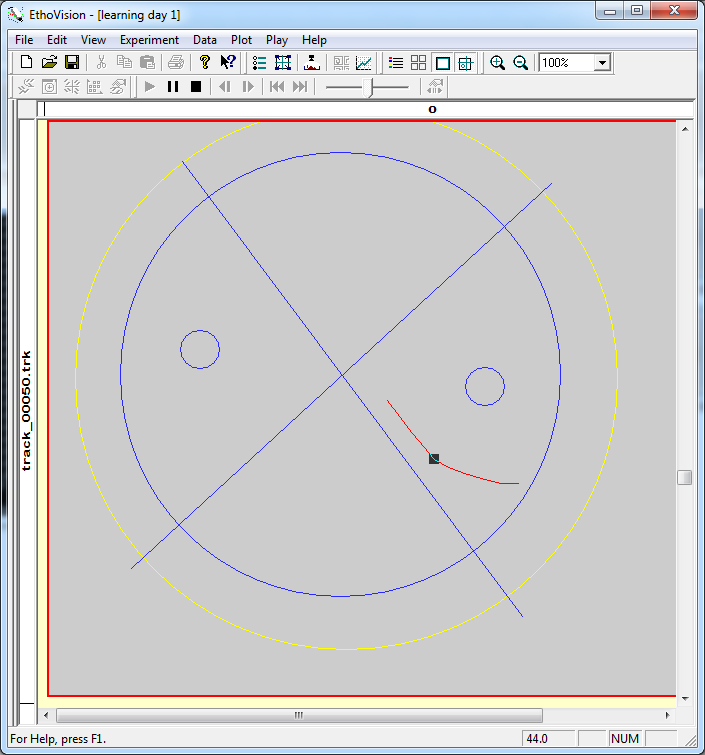 EthoVision - [learning day 1]
File Edit View Experiment Data Plot Play Help
100%
o
track_00050.trk
For Help, press F1.
44.0
NUM